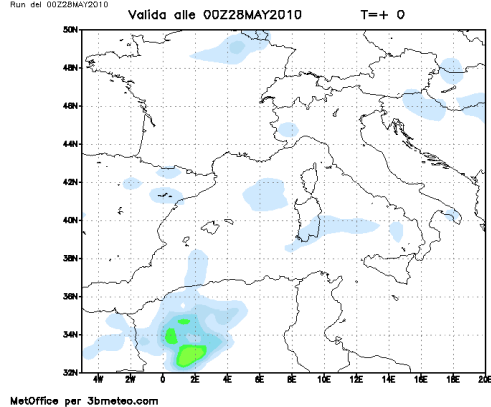 Run del 00Z28MAY2010
Valida alle 00Z28MAY2010 T=+ 0
50N
48N
46N
44N
42N
40N
38N
36N
34N
32N
4W 2W 0 2E 4E 6E 8E 10E 12E 14E 16E 18E 20E
MetOffice per 3bmeteo.com